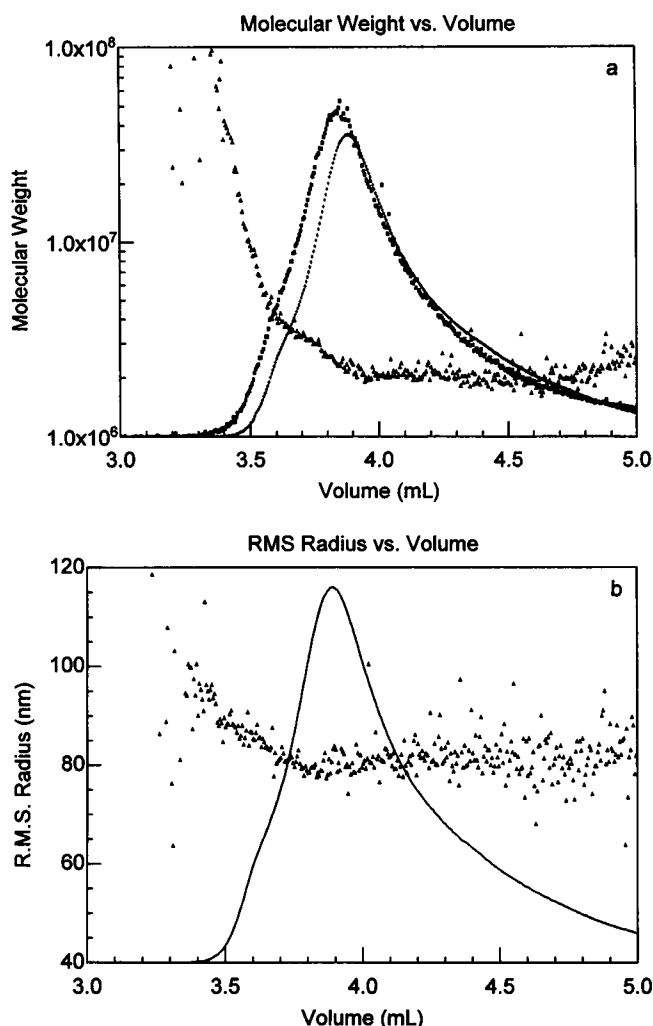 Molecular Weight vs. Volume
a
1.0x10⁸
1.0x10⁷
1.0x10⁶
Molecular Weight
3.0 3.5 4.0 4.5 5.0
Volume (mL)
RMS Radius vs. Volume
b
120
100
80
60
40
R.M.S. Radius (nm)
3.0 3.5 4.0 4.5 5.0
Volume (mL)